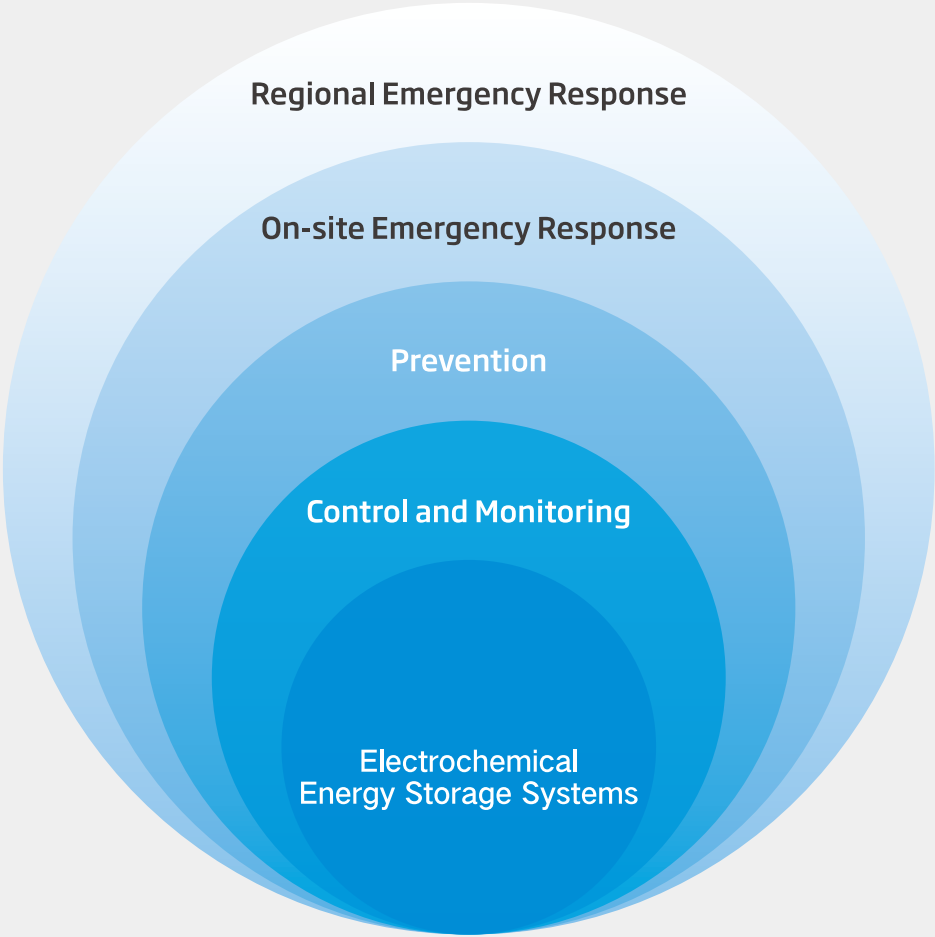 Regional Emergency Response
On-site Emergency Response
Prevention
Control and Monitoring
Electrochemical
Energy Storage Systems